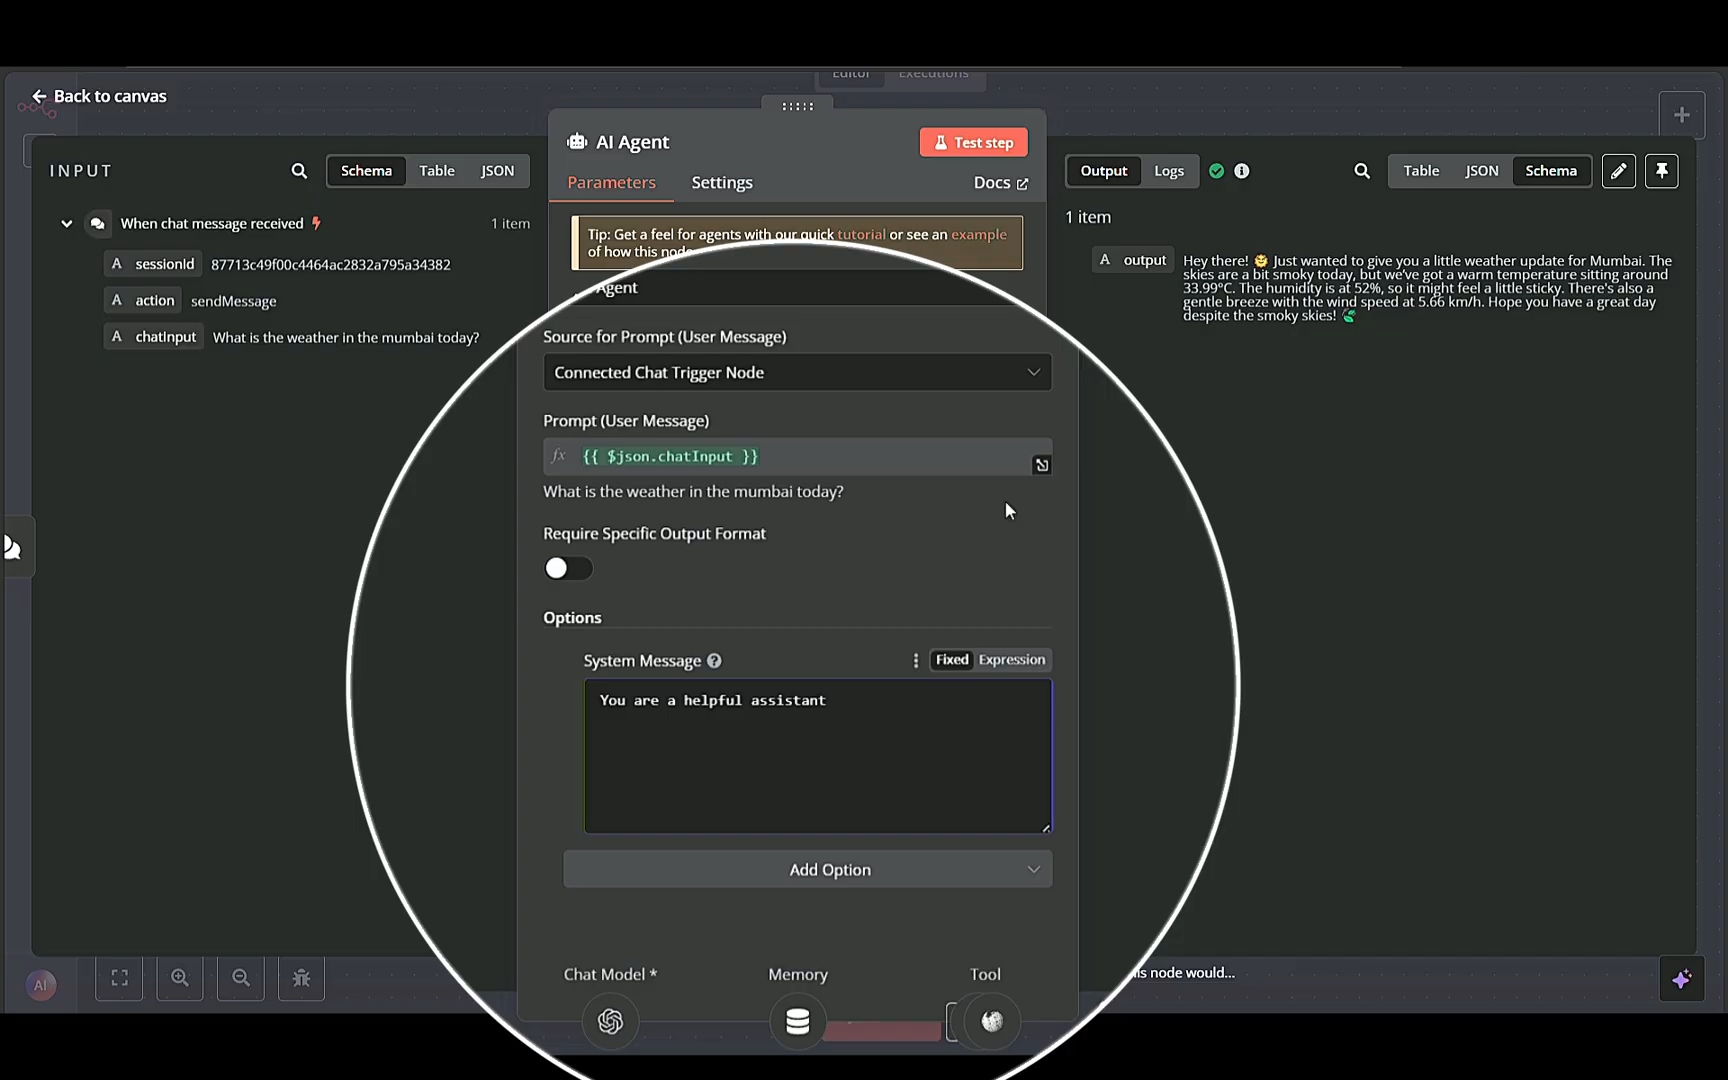 Editor Executions
Back to canvas
INPUT
Schema Table JSON
When chat message received 1 item
A sessionId 87713c49f00c4464ac2832a795a34382
A action sendMessage
A chatInput What is the weather in the mumbai today?
AI Agent
Test step
Parameters Settings Docs
Tip: Get a feel for agents with our quick tutorial or see an example
of how this
Agent
Source for Prompt (User Message)
Connected Chat Trigger Node
Prompt (User Message)
fx {{ $json.chatInput }}
What is the weather in the mumbai today?
Require Specific Output Format
Options
System Message ? Fixed Expression
You are a helpful assistant
Add Option
Chat Model * Memory Tool
Output Logs
Table JSON Schema
1 item
A output
Hey there! 🌞 Just wanted to give you a little weather update for Mumbai. The
skies are a bit smoky today, but we've got a warm temperature sitting around
33.99°C. The humidity is at 52%, so it might feel a little sticky. There's also a
gentle breeze with the wind speed at 5.66 km/h. Hope you have a great day
despite the smoky skies! 🍃
node would...
AI